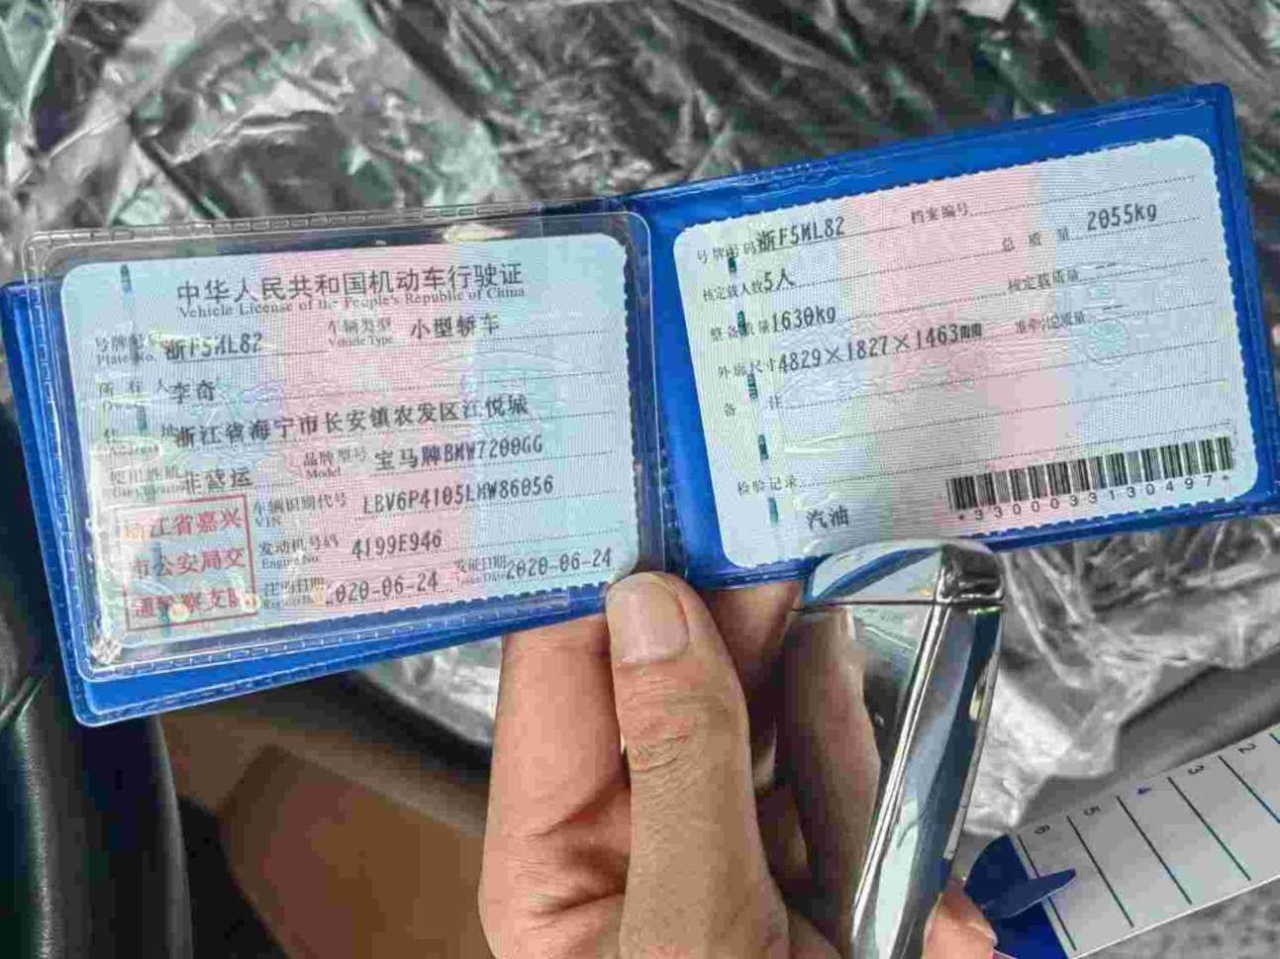 中华人民共和国机动车行驶证
Vehicle License of the People's Republic of China
号牌号码 浙F5ML82 车辆类型 小型轿车
Plate No. Vehicle Type
所有人 李奇
住址 浙江省海宁市长安镇农发区江悦城
Address
使用性质 非营运 品牌型号 宝马牌BMW7200GG
Model
车辆识别代号 LBV6P4105LMW86056
VIN
发动机号码 4199E946
Engine No.
注册日期 2020-06-24 发证日期 2020-06-24
Issue Date
浙江省嘉兴
市公安局交
通警察支队
号牌号码 浙F5ML82 档案编号
核定载人数 5人 总质量 2055kg
整备质量 1630kg 核定载质量 --
外廓尺寸 4829×1827×1463mm 准牵引总质量 --
备注
检验记录
汽油
*3300033130497*
2
3
4
5
6